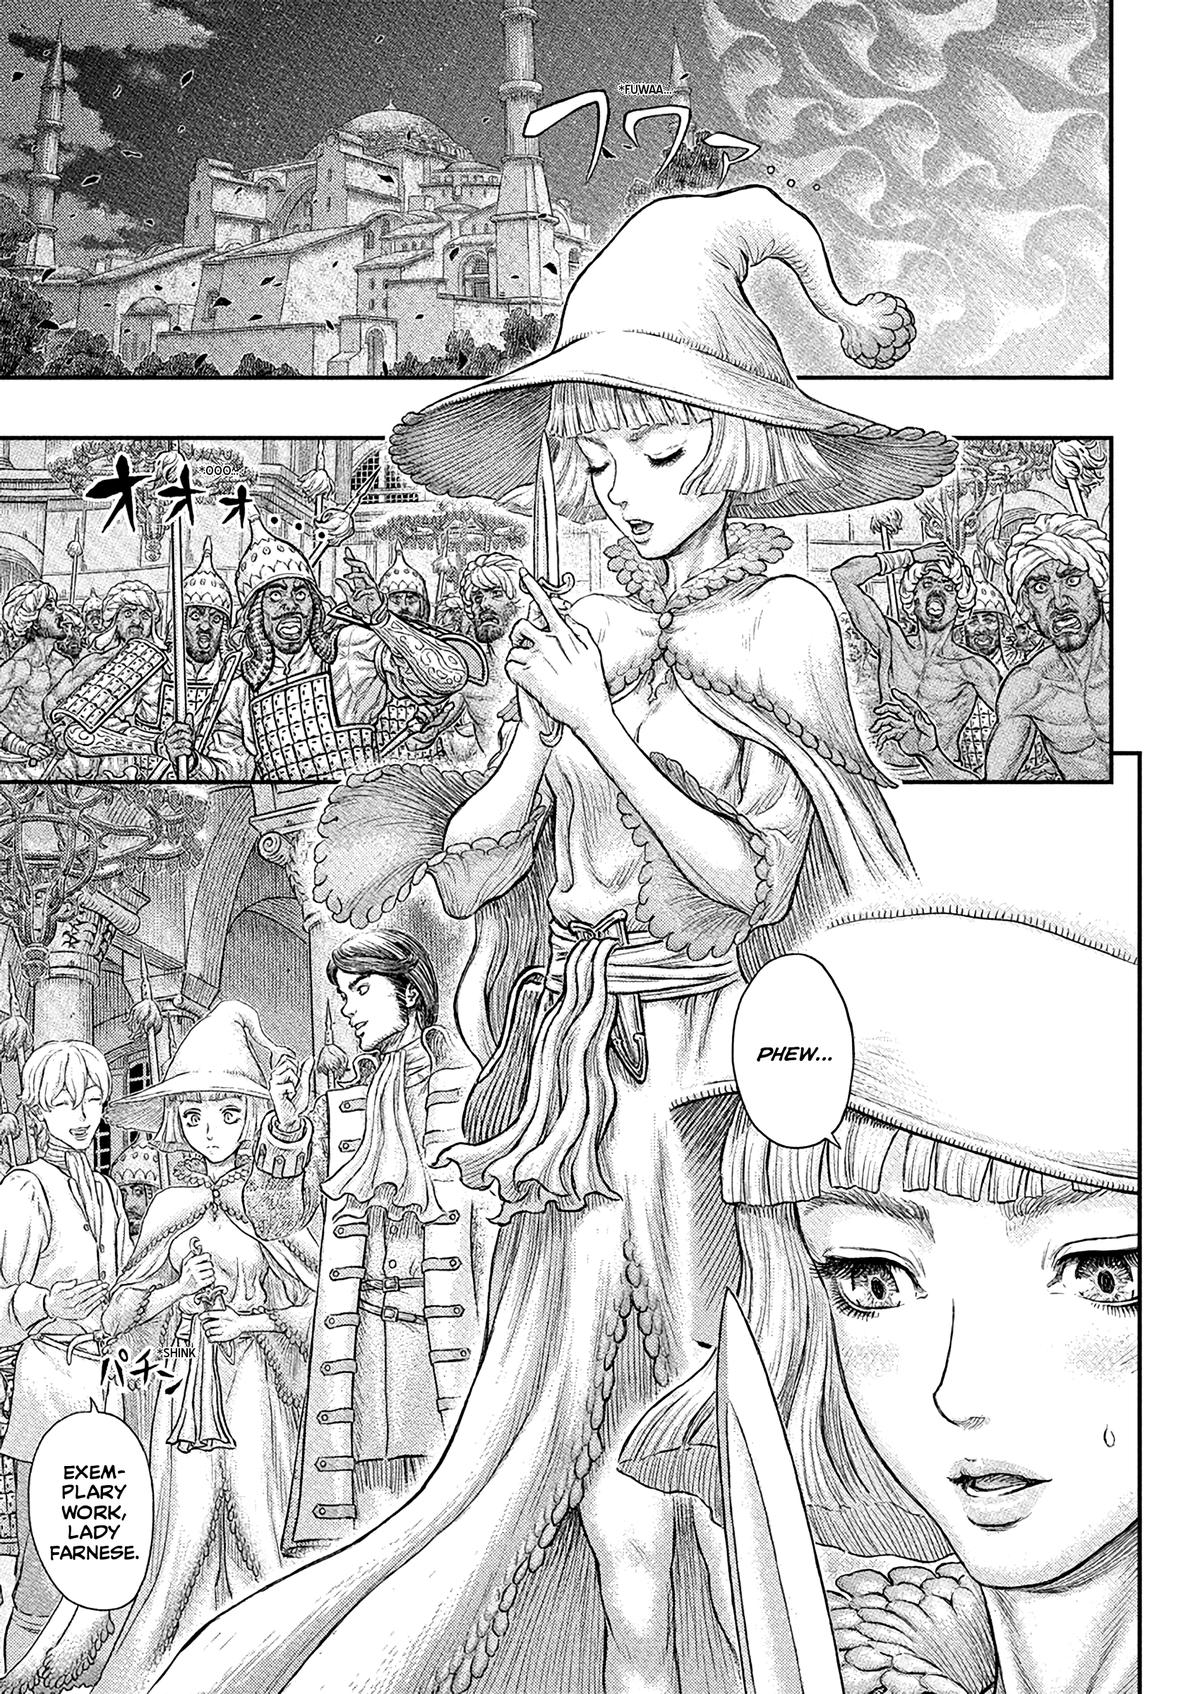 *FUWAA...
フワァ...
*OOO...
オオォ...
PHEW...
*SHINK
パチン
EXEM-
PLARY
WORK,
LADY
FARNESE.